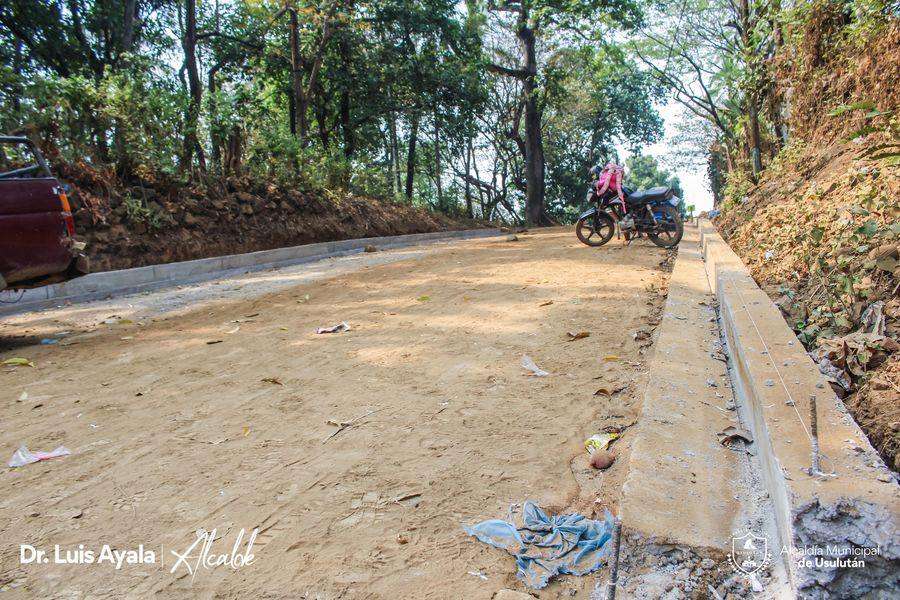 Dr. Luis Ayala | Alcalde
Alcaldía Municipal
de Usulután